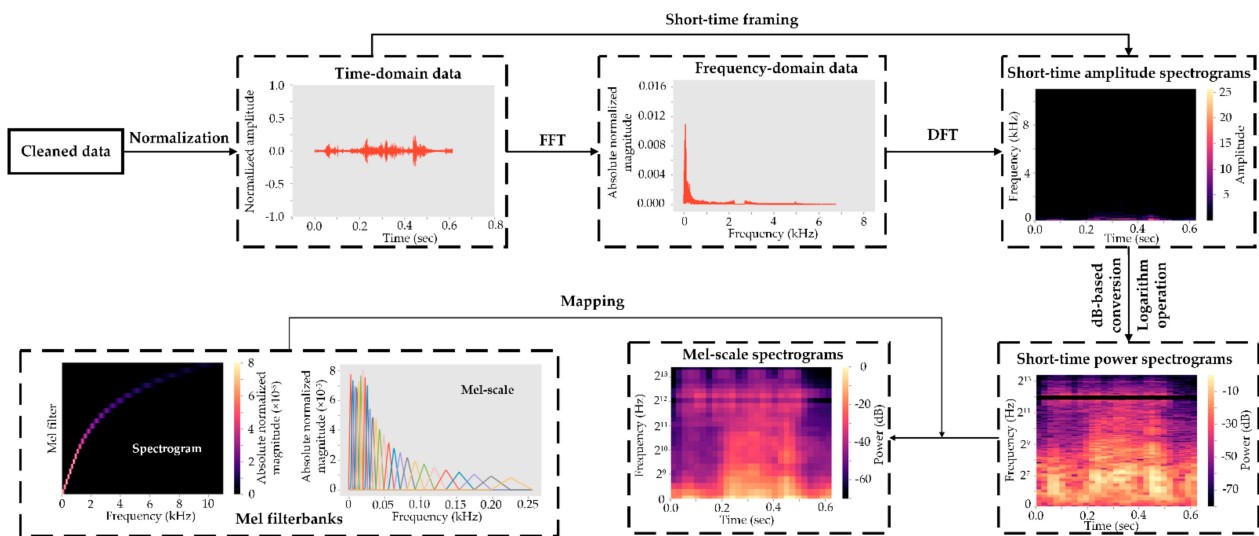 Short-time framing
Cleaned data
Normalization
Time-domain data
Normalized amplitude
1.0
0.5
0.0
-0.5
-1.0
0.0 0.2 0.4 0.6 0.8
Time (sec)
FFT
Frequency-domain data
Absolute normalized
magnitude
0.016
0.012
0.008
0.004
0.000
0 2 4 6 8
Frequency (kHz)
DFT
Short-time amplitude spectrograms
Frequency (kHz)
8
4
0
0.0 0.2 0.4 0.6
Time (sec)
25
20
15
10
5
Amplitude
dB-based
conversion
Logarithm
operation
Mapping
Mel filter
Spectrogram
0 2 4 6 8 10
Frequency (kHz)
8
6
4
2
0
Absolute normalized
magnitude (×10⁻⁵)
Absolute normalized
magnitude (×10⁻³)
8
6
4
2
0
Mel-scale
0 0.05 0.10 0.15 0.20 0.25
Frequency (kHz)
Mel filterbanks
Mel-scale spectrograms
Frequency (Hz)
2¹³
2¹²
2¹⁰
2⁹
0
0.0 0.2 0.4 0.6
Time (sec)
0
-20
-40
-60
Power (dB)
Short-time power spectrograms
Frequency (Hz)
2¹³
2¹¹
2⁹
2⁷
0
0.0 0.2 0.4 0.6
Time (sec)
-10
-30
-50
-70
Power (dB)